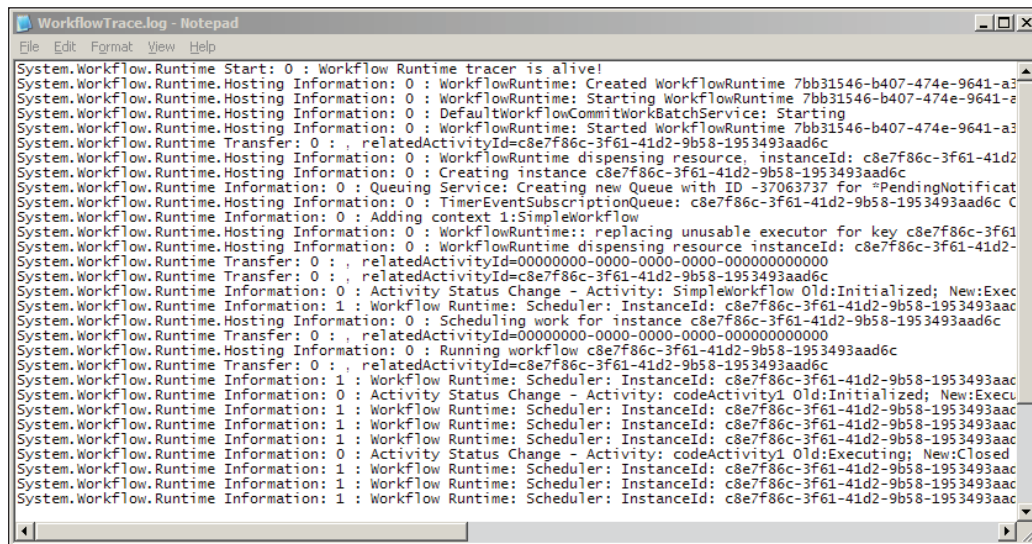 WorkflowTrace.log - Notepad
File Edit Format View Help
System.Workflow.Runtime Start: 0 : Workflow Runtime tracer is alive!
System.Workflow.Runtime.Hosting Information: 0 : WorkflowRuntime: Created WorkflowRuntime 7bb31546-b407-474e-9641-a3
System.Workflow.Runtime.Hosting Information: 0 : WorkflowRuntime: Starting WorkflowRuntime 7bb31546-b407-474e-9641-a
System.Workflow.Runtime.Hosting Information: 0 : DefaultWorkflowCommitWorkBatchService: Starting
System.Workflow.Runtime.Hosting Information: 0 : WorkflowRuntime: Started WorkflowRuntime 7bb31546-b407-474e-9641-a3
System.Workflow.Runtime Transfer: 0 : , relatedActivityId=c8e7f86c-3f61-41d2-9b58-1953493aad6c
System.Workflow.Runtime.Hosting Information: 0 : WorkflowRuntime dispensing resource, instanceId: c8e7f86c-3f61-41d2
System.Workflow.Runtime.Hosting Information: 0 : Creating instance c8e7f86c-3f61-41d2-9b58-1953493aad6c
System.Workflow.Runtime Information: 0 : Queuing Service: Creating new Queue with ID -37063737 for *PendingNotificat
System.Workflow.Runtime.Hosting Information: 0 : TimerEventSubscriptionQueue: c8e7f86c-3f61-41d2-9b58-1953493aad6c C
System.Workflow.Runtime Information: 0 : Adding context 1:SimpleWorkflow
System.Workflow.Runtime.Hosting Information: 0 : WorkflowRuntime:: replacing unusable executor for key c8e7f86c-3f61
System.Workflow.Runtime.Hosting Information: 0 : WorkflowRuntime dispensing resource instanceId: c8e7f86c-3f61-41d2-
System.Workflow.Runtime Transfer: 0 : , relatedActivityId=00000000-0000-0000-0000-000000000000
System.Workflow.Runtime Transfer: 0 : , relatedActivityId=c8e7f86c-3f61-41d2-9b58-1953493aad6c
System.Workflow.Runtime Information: 0 : Activity Status Change - Activity: SimpleWorkflow Old:Initialized; New:Exec
System.Workflow.Runtime Information: 1 : Workflow Runtime: Scheduler: InstanceId: c8e7f86c-3f61-41d2-9b58-1953493aad
System.Workflow.Runtime.Hosting Information: 0 : Scheduling work for instance c8e7f86c-3f61-41d2-9b58-1953493aad6c
System.Workflow.Runtime Transfer: 0 : , relatedActivityId=00000000-0000-0000-0000-000000000000
System.Workflow.Runtime.Hosting Information: 0 : Running workflow c8e7f86c-3f61-41d2-9b58-1953493aad6c
System.Workflow.Runtime Transfer: 0 : , relatedActivityId=c8e7f86c-3f61-41d2-9b58-1953493aad6c
System.Workflow.Runtime Information: 1 : Workflow Runtime: Scheduler: InstanceId: c8e7f86c-3f61-41d2-9b58-1953493aad
System.Workflow.Runtime Information: 0 : Activity Status Change - Activity: codeActivity1 Old:Initialized; New:Execu
System.Workflow.Runtime Information: 1 : Workflow Runtime: Scheduler: InstanceId: c8e7f86c-3f61-41d2-9b58-1953493aad
System.Workflow.Runtime Information: 1 : Workflow Runtime: Scheduler: InstanceId: c8e7f86c-3f61-41d2-9b58-1953493aad
System.Workflow.Runtime Information: 1 : Workflow Runtime: Scheduler: InstanceId: c8e7f86c-3f61-41d2-9b58-1953493aad
System.Workflow.Runtime Information: 0 : Activity Status Change - Activity: codeActivity1 Old:Executing; New:Closed
System.Workflow.Runtime Information: 1 : Workflow Runtime: Scheduler: InstanceId: c8e7f86c-3f61-41d2-9b58-1953493aad
System.Workflow.Runtime Information: 1 : Workflow Runtime: Scheduler: InstanceId: c8e7f86c-3f61-41d2-9b58-1953493aad
System.Workflow.Runtime Information: 1 : Workflow Runtime: Scheduler: InstanceId: c8e7f86c-3f61-41d2-9b58-1953493aad